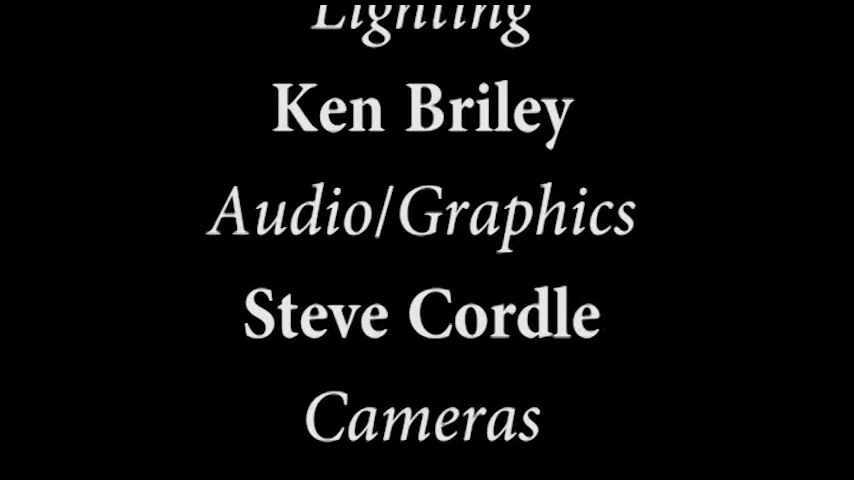 Lighting
Ken Briley
Audio/Graphics
Steve Cordle
Cameras